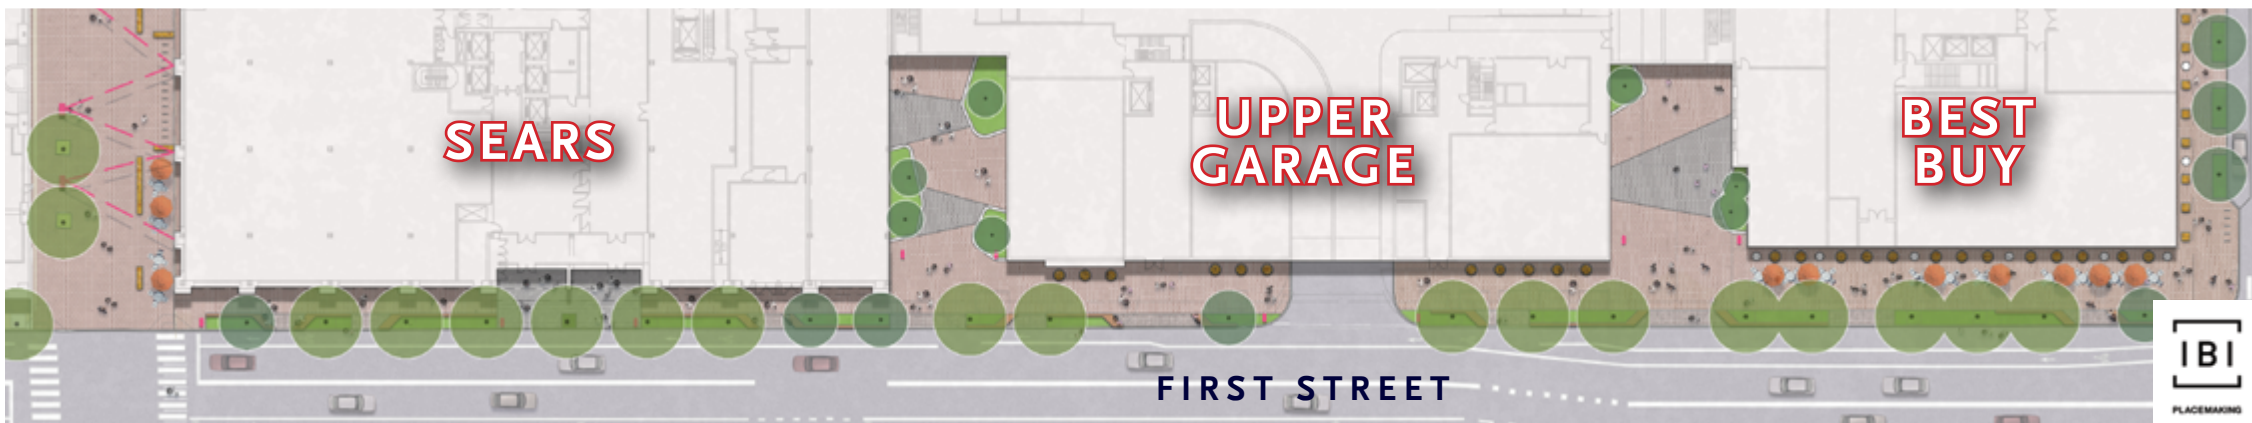 SEARS
UPPER
GARAGE
BEST
BUY
FIRST STREET
IBI
PLACEMAKING